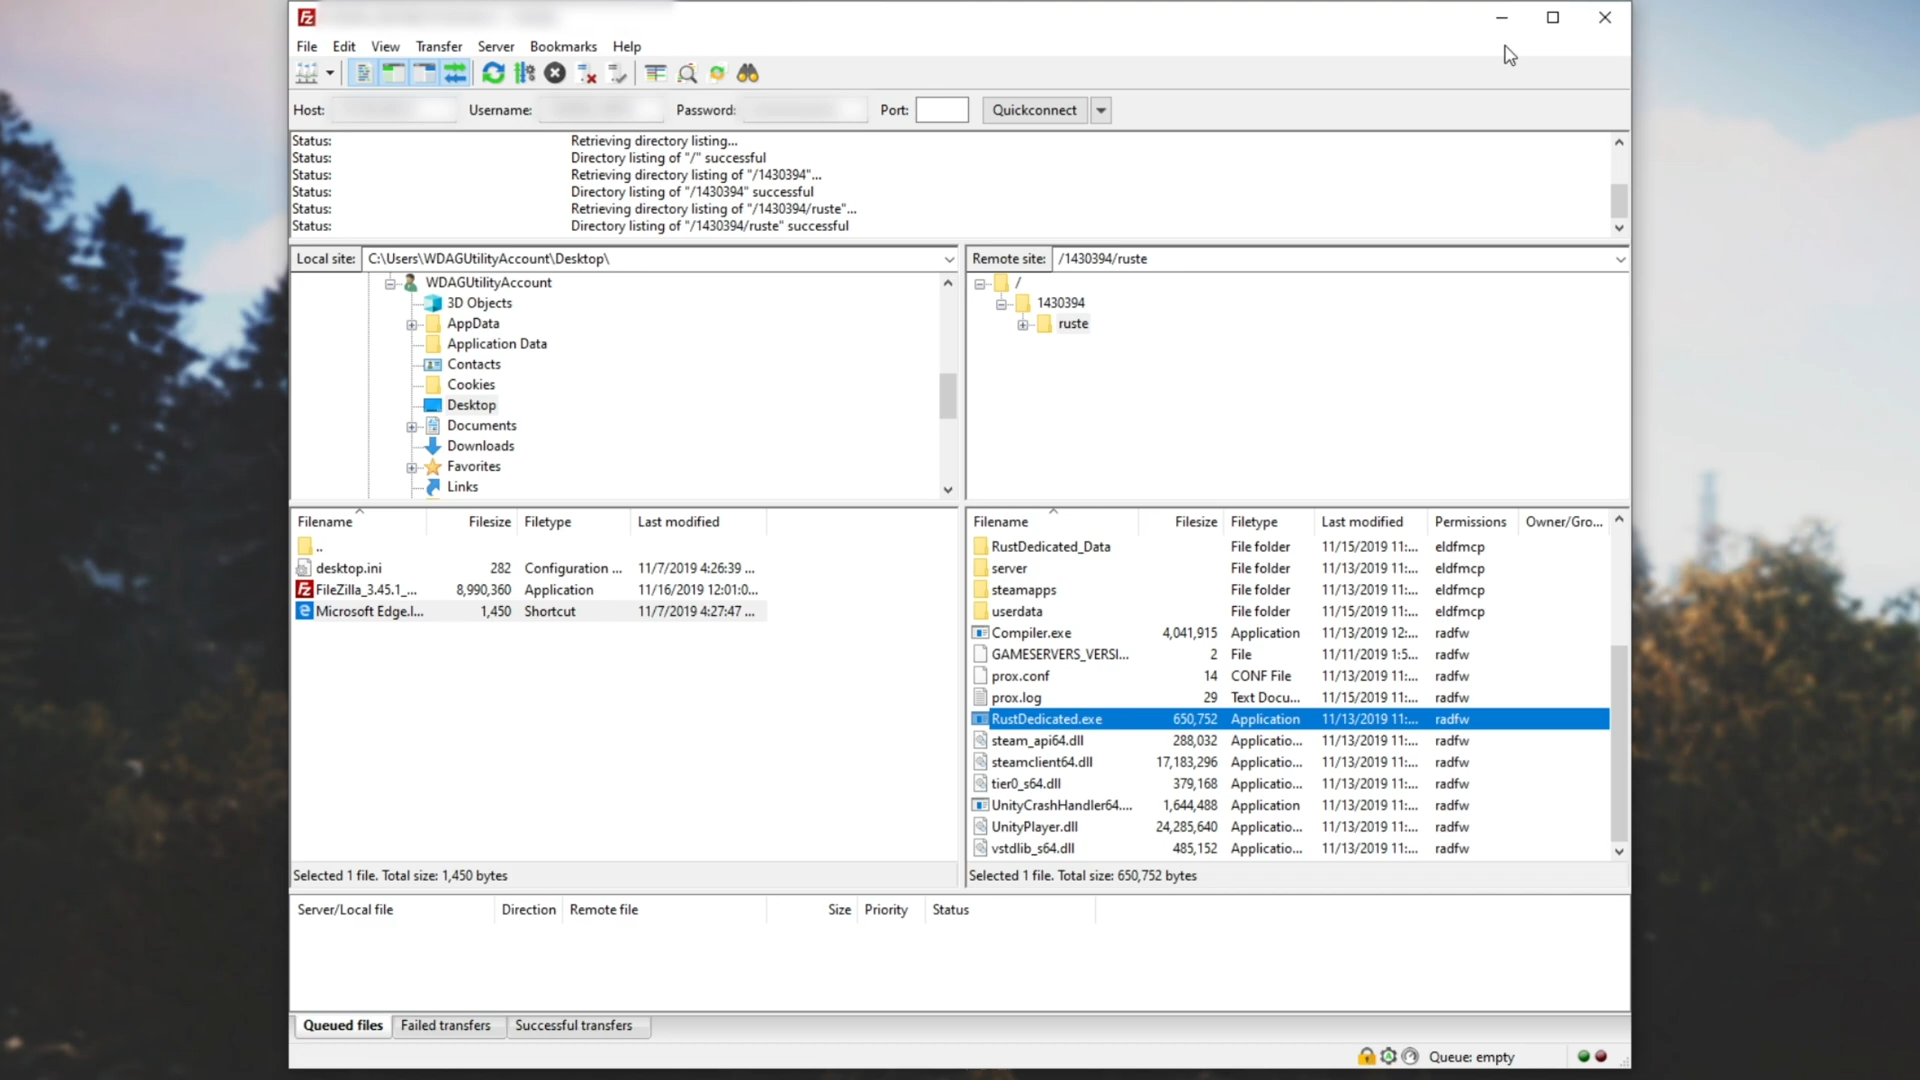 File Edit View Transfer Server Bookmarks Help
Host: Username: Password: Port: Quickconnect
Status: Retrieving directory listing...
Status: Directory listing of "/" successful
Status: Retrieving directory listing of "/1430394"...
Status: Directory listing of "/1430394" successful
Status: Retrieving directory listing of "/1430394/ruste"...
Status: Directory listing of "/1430394/ruste" successful
Local site: C:\Users\WDAGUtilityAccount\Desktop\
WDAGUtilityAccount
3D Objects
AppData
Application Data
Contacts
Cookies
Desktop
Documents
Downloads
Favorites
Links
Remote site: /1430394/ruste
/
1430394
ruste
Filename Filesize Filetype Last modified
..
desktop.ini 282 Configuration ... 11/7/2019 4:26:39 ...
FileZilla_3.45.1_... 8,990,360 Application 11/16/2019 12:01:0...
Microsoft Edge.l... 1,450 Shortcut 11/7/2019 4:27:47 ...
Selected 1 file. Total size: 1,450 bytes
Filename Filesize Filetype Last modified Permissions Owner/Gro...
RustDedicated_Data File folder 11/15/2019 11:... eldfmcp
server File folder 11/13/2019 11:... eldfmcp
steamapps File folder 11/13/2019 11:... eldfmcp
userdata File folder 11/15/2019 11:... eldfmcp
Compiler.exe 4,041,915 Application 11/13/2019 12:... radfw
GAMESERVERS_VERSI... 2 File 11/11/2019 1:5... radfw
prox.conf 14 CONF File 11/13/2019 11:... radfw
prox.log 29 Text Docu... 11/15/2019 11:... radfw
RustDedicated.exe 650,752 Application 11/13/2019 11:... radfw
steam_api64.dll 288,032 Applicatio... 11/13/2019 11:... radfw
steamclient64.dll 17,183,296 Applicatio... 11/13/2019 11:... radfw
tier0_s64.dll 379,168 Applicatio... 11/13/2019 11:... radfw
UnityCrashHandler64.... 1,644,488 Application 11/13/2019 11:... radfw
UnityPlayer.dll 24,285,640 Applicatio... 11/13/2019 11:... radfw
vstdlib_s64.dll 485,152 Applicatio... 11/13/2019 11:... radfw
Selected 1 file. Total size: 650,752 bytes
Server/Local file Direction Remote file Size Priority Status
Queued files Failed transfers Successful transfers
Queue: empty